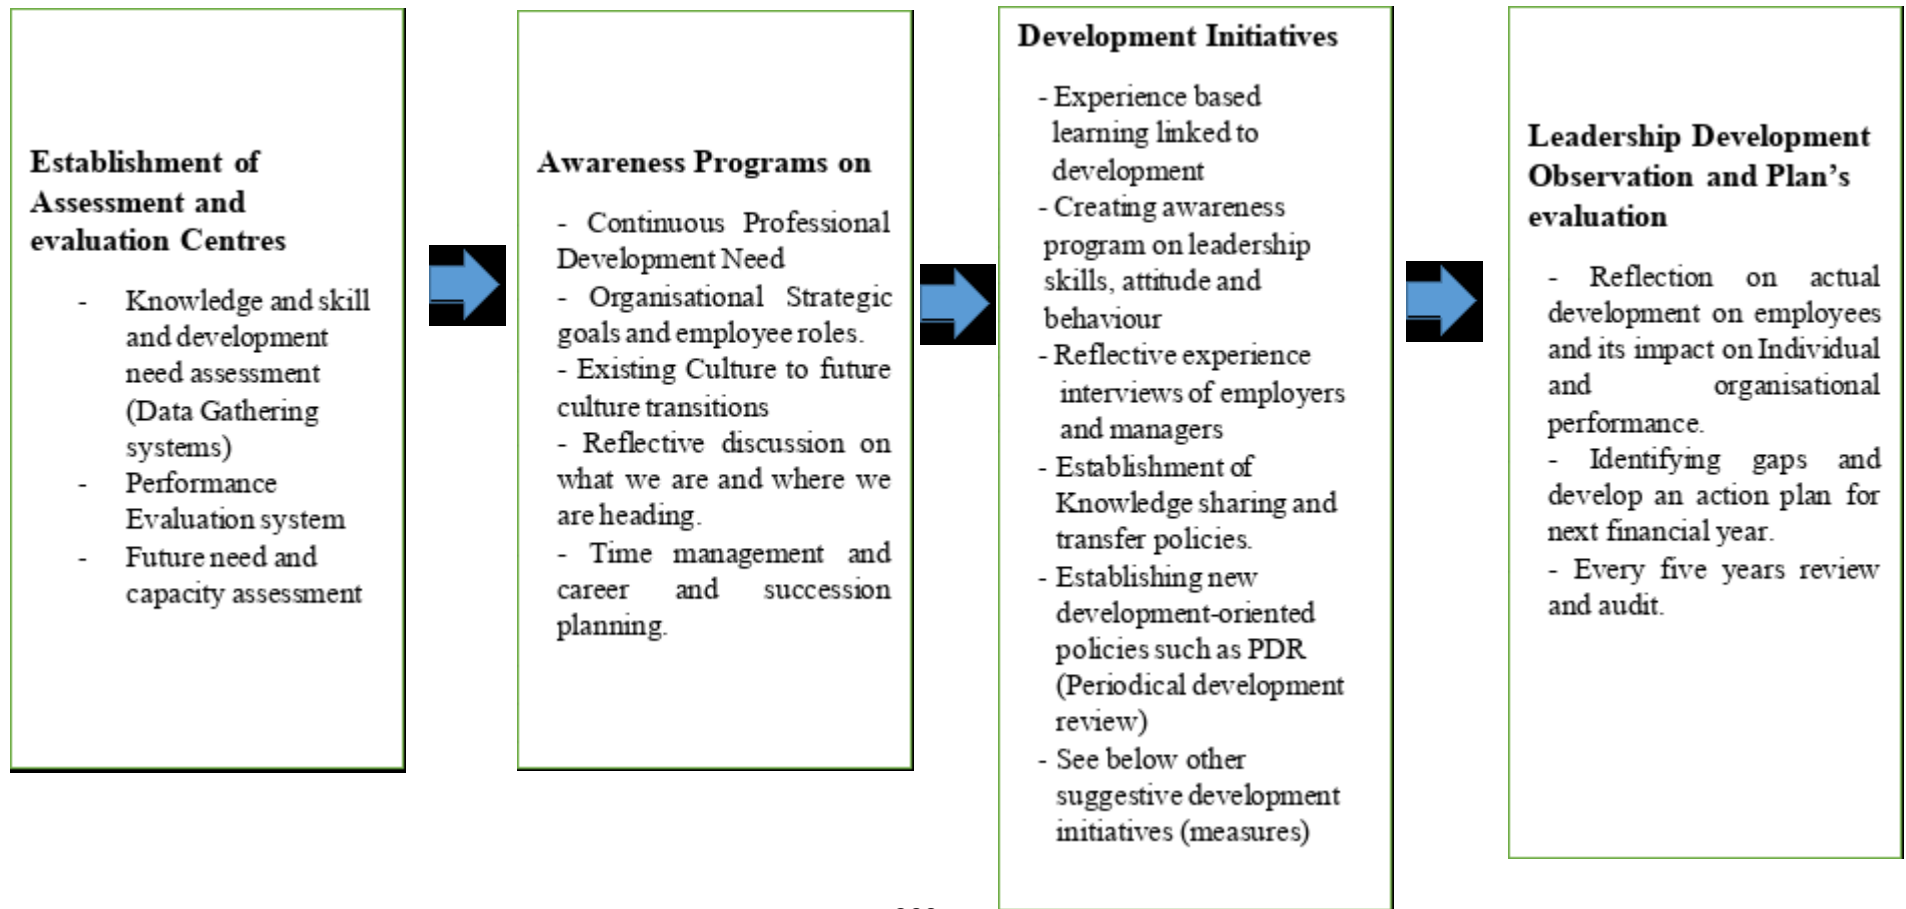 Establishment of
Assessment and
evaluation Centres
- Knowledge and skill
and development
need assessment
(Data Gathering
systems)
- Performance
Evaluation system
- Future need and
capacity assessment
Awareness Programs on
- Continuous Professional
Development Need
- Organisational Strategic
goals and employee roles.
- Existing Culture to future
culture transitions
- Reflective discussion on
what we are and where we
are heading.
- Time management and
career and succession
planning.
Development Initiatives
- Experience based
learning linked to
development
- Creating awareness
program on leadership
skills, attitude and
behaviour
- Reflective experience
interviews of employers
and managers
- Establishment of
Knowledge sharing and
transfer policies.
- Establishing new
development-oriented
policies such as PDR
(Periodical development
review)
- See below other
suggestive development
initiatives (measures)
Leadership Development
Observation and Plan's
evaluation
- Reflection on actual
development on employees
and its impact on Individual
and organisational
performance.
- Identifying gaps and
develop an action plan for
next financial year.
- Every five years review
and audit.